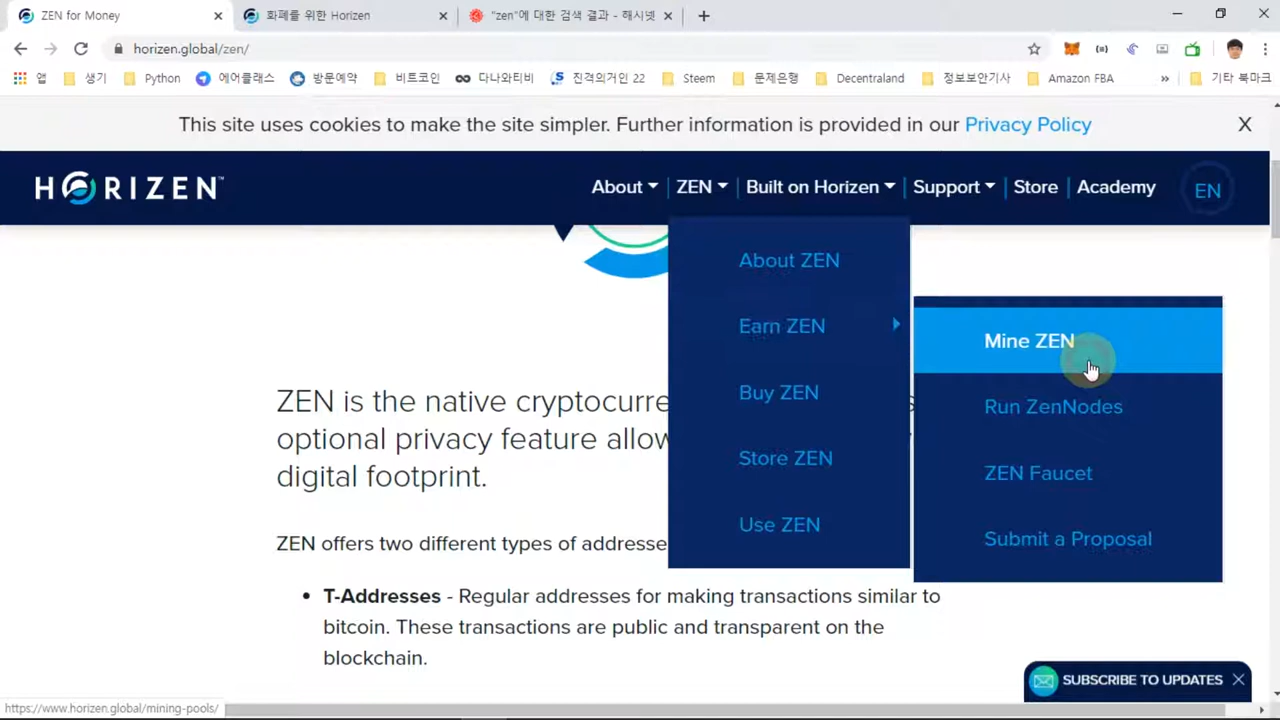 ZEN for Money
화폐를 위한 Horizen
"zen"에 대한 검색 결과 - 해시넷
horizen.global/zen/
앱 생기 Python 에어클래스 방문예약 비트코인 다나와티비 진격의거인 22 Steem 문제은행 Decentraland 정보보안기사 Amazon FBA » 기타 북마크
This site uses cookies to make the site simpler. Further information is provided in our Privacy Policy X
HORIZEN™ About ZEN Built on Horizen Support Store Academy EN
About ZEN
Earn ZEN
Buy ZEN
Store ZEN
Use ZEN
Mine ZEN
Run ZenNodes
ZEN Faucet
Submit a Proposal
ZEN is the native cryptocurre
optional privacy feature allow
digital footprint.
ZEN offers two different types of addresse
• T-Addresses - Regular addresses for making transactions similar to
bitcoin. These transactions are public and transparent on the
blockchain.
SUBSCRIBE TO UPDATES
https://www.horizen.global/mining-pools/